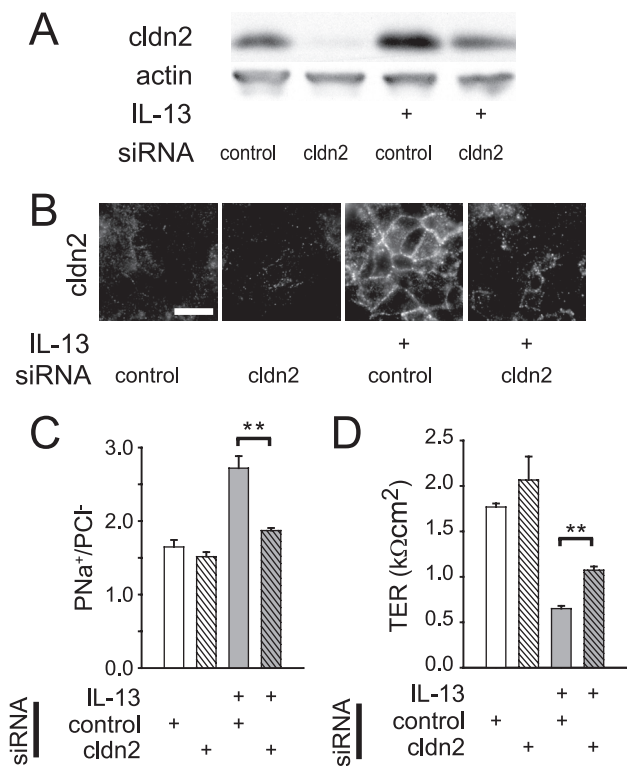 A
cldn2
actin
IL-13 + +
siRNA control cldn2 control cldn2
B
cldn2
IL-13 + +
siRNA control cldn2 control cldn2
C
**
3.0
2.0
1.0
0.0
PNa⁺/PCl⁻
IL-13 + +
control + +
cldn2 + +
siRNA
D
2.5
2.0
**
1.5
1.0
0.5
0.0
TER (kΩcm²)
IL-13 + +
control + +
cldn2 + +
siRNA